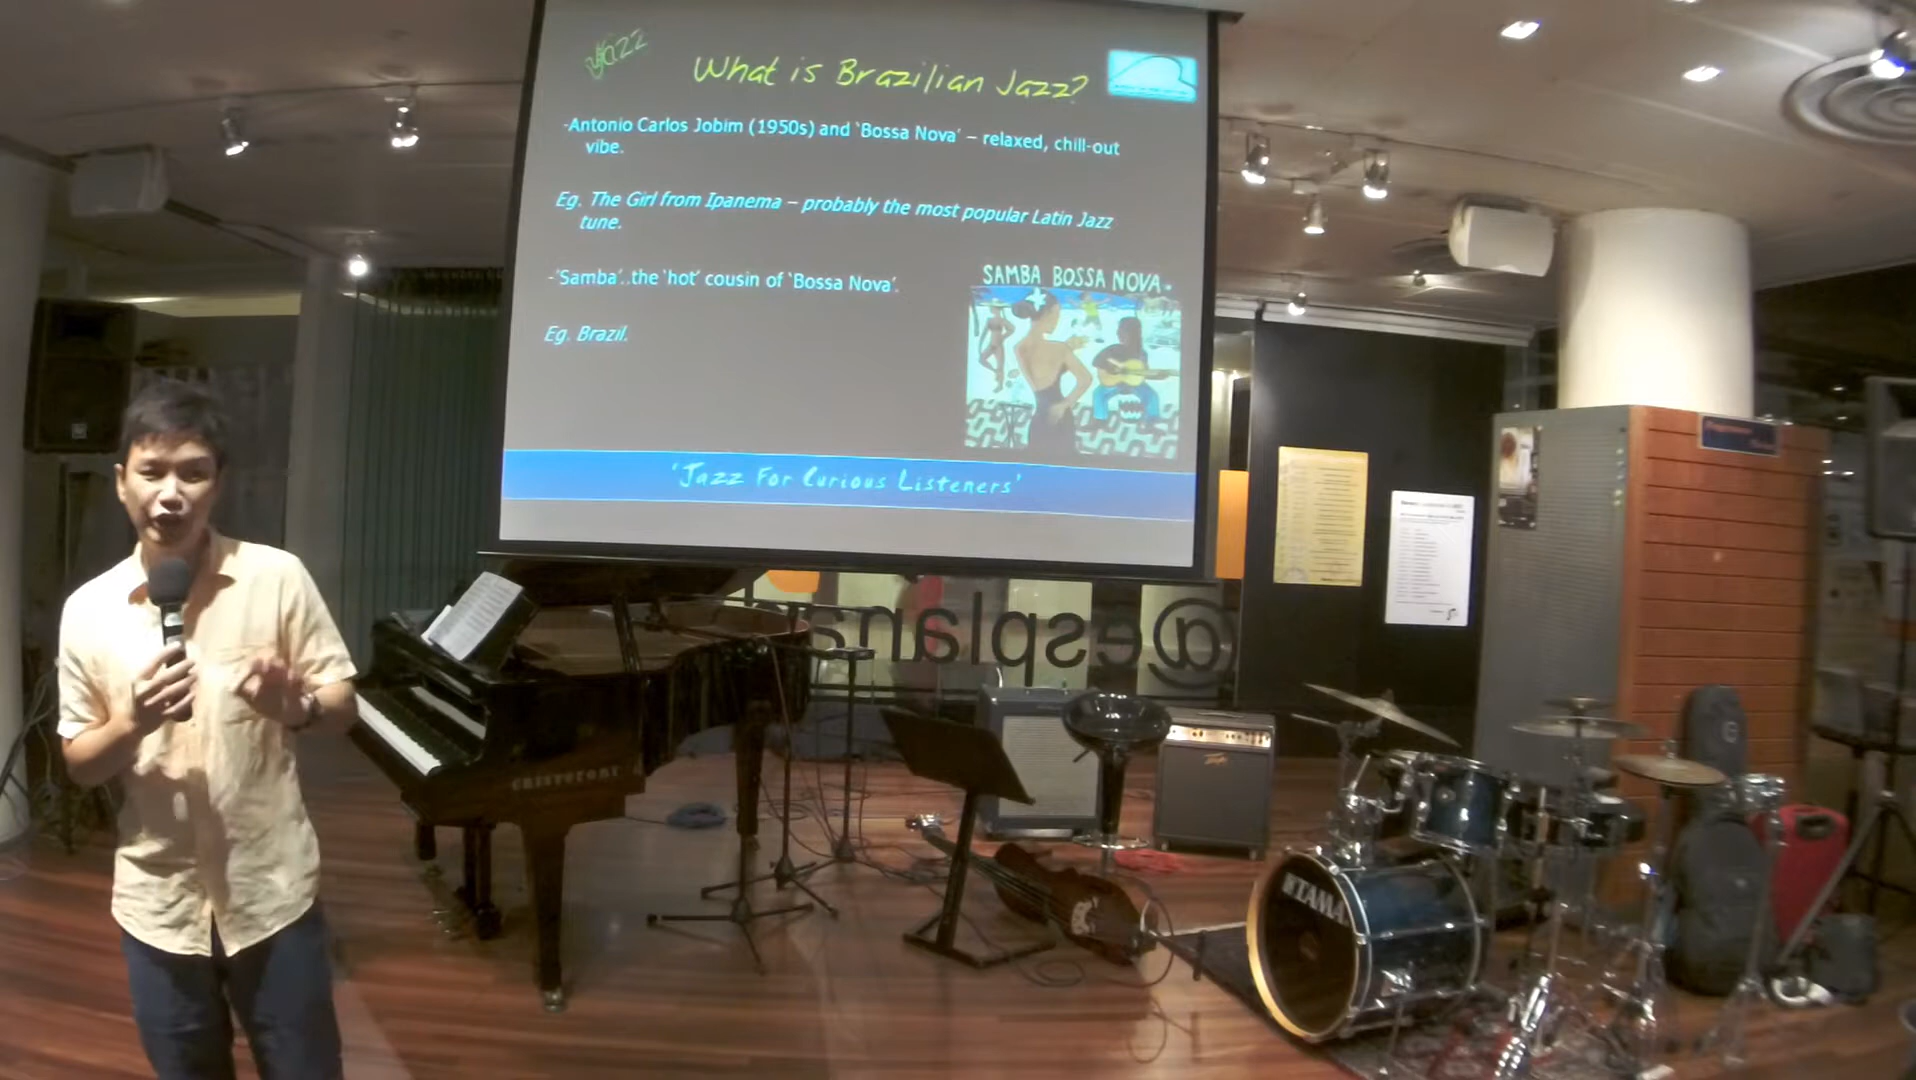 Jazz
What is Brazilian Jazz?
-Antonio Carlos Jobim (1950s) and 'Bossa Nova' – relaxed, chill-out
vibe.
Eg. The Girl from Ipanema – probably the most popular Latin Jazz
tune.
-'Samba'..the 'hot' cousin of 'Bossa Nova'.
Eg. Brazil.
SAMBA BOSSA NOVA
'Jazz For Curious Listeners'
@esplana
CRISTOFORI
Peavey
TAMA